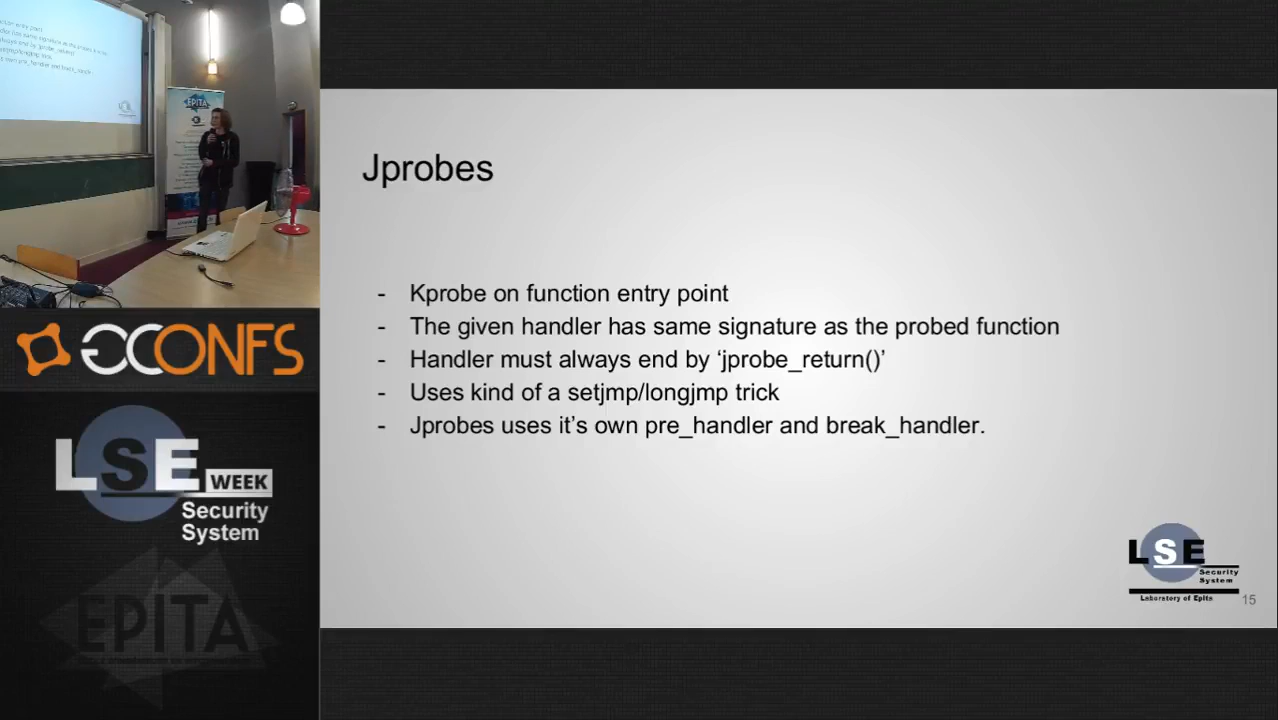 EPITA
Jprobes
- Kprobe on function entry point
- The given handler has same signature as the probed function
- Handler must always end by ‘jprobe_return()’
- Uses kind of a setjmp/longjmp trick
- Jprobes uses it’s own pre_handler and break_handler.
CONFS
LSE
WEEK
Security
System
EPITA
LSE
Security
System
Laboratory of Epita
15